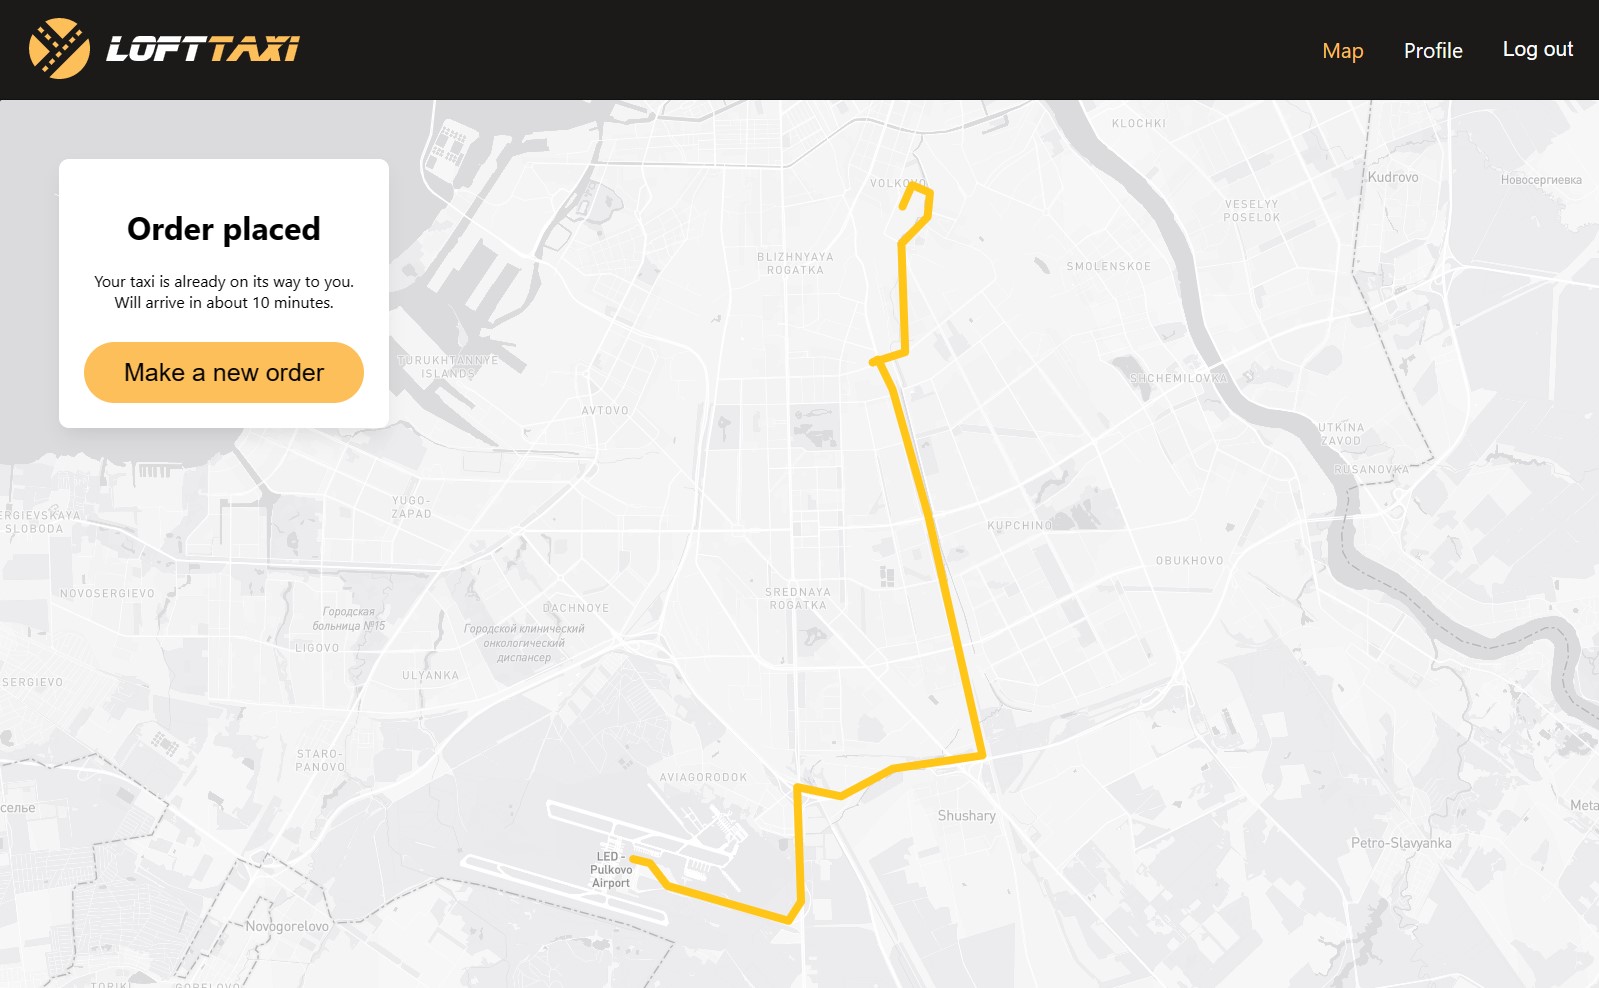 LOFTTAXI
Map
Profile
Log out
Order placed
Your taxi is already on its way to you.
Will arrive in about 10 minutes.
Make a new order
KLOCHKI
VOLKOVO
Kudrovo
Новосергиевка
VESELYY
POSELOK
BLIZHNYAYA
ROGATKA
SMOLENSKOE
TURUKHTANNYE
ISLANDS
SHCHEMILOVKA
AVTOVO
UTKINA
ZAVOD
RUSANOVKA
YUGO-
ZAPAD
ERGIEVSKAYA
SLOBODA
KUPCHINO
OBUKHOVO
NOVOSERGIEVO
SREDNAYA
ROGATKA
Городская
больница №15
DACHNOYE
Городской клинический
онкологический
диспансер
LIGOVO
ULYANKA
SERGIEVO
STARO-
PANOVO
AVIAGORODOK
селье
Shushary
Meta
Petro-Slavyanka
LED -
Pulkovo
Airport
Novogorelovo
TORIKI
GORELOVO